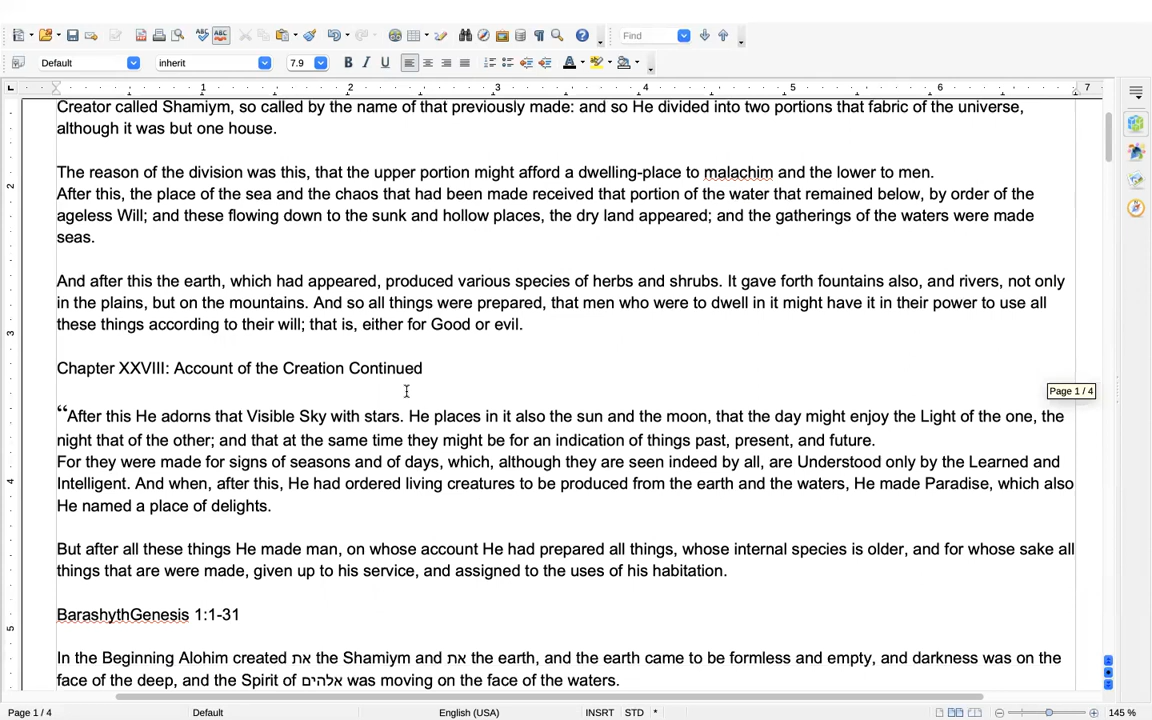 Find
Default
inherit
7.9
1 2 3 4 5 6 7
Creator called Shamiym, so called by the name of that previously made: and so He divided into two portions that fabric of the universe,
although it was but one house.
The reason of the division was this, that the upper portion might afford a dwelling-place to malachim and the lower to men.
After this, the place of the sea and the chaos that had been made received that portion of the water that remained below, by order of the
ageless Will; and these flowing down to the sunk and hollow places, the dry land appeared; and the gatherings of the waters were made
seas.
And after this the earth, which had appeared, produced various species of herbs and shrubs. It gave forth fountains also, and rivers, not only
in the plains, but on the mountains. And so all things were prepared, that men who were to dwell in it might have it in their power to use all
these things according to their will; that is, either for Good or evil.
Chapter XXVIII: Account of the Creation Continued
Page 1 / 4
“After this He adorns that Visible Sky with stars. He places in it also the sun and the moon, that the day might enjoy the Light of the one, the
night that of the other; and that at the same time they might be for an indication of things past, present, and future.
For they were made for signs of seasons and of days, which, although they are seen indeed by all, are Understood only by the Learned and
Intelligent. And when, after this, He had ordered living creatures to be produced from the earth and the waters, He made Paradise, which also
He named a place of delights.
But after all these things He made man, on whose account He had prepared all things, whose internal species is older, and for whose sake all
things that are were made, given up to his service, and assigned to the uses of his habitation.
BarashythGenesis 1:1-31
In the Beginning Alohim created את the Shamiym and את the earth, and the earth came to be formless and empty, and darkness was on the
face of the deep, and the Spirit of אלהים was moving on the face of the waters.
Page 1 / 4 Default English (USA) INSRT STD * 145 %